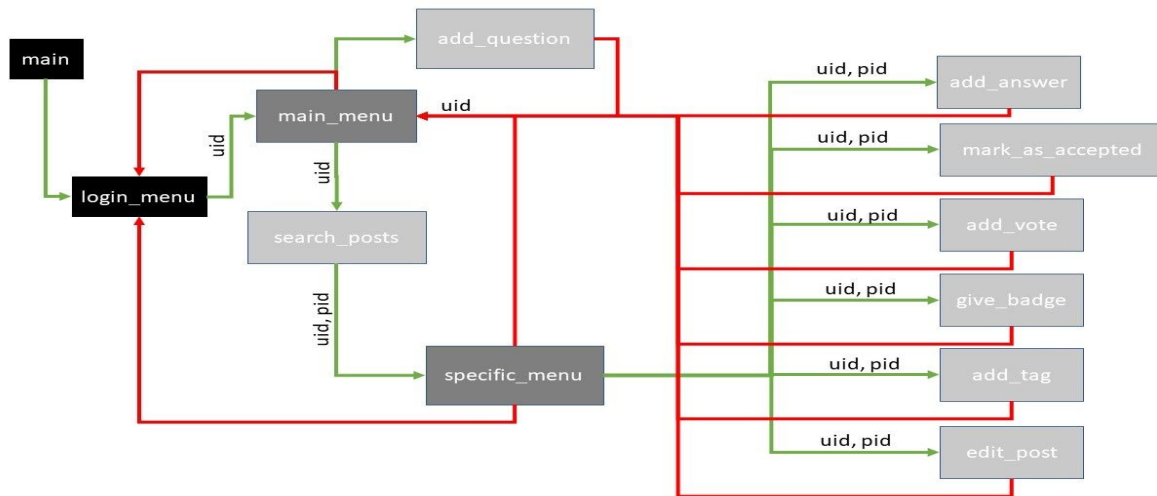 add_question
main
uid, pid
add_answer
uid
main_menu
uid, pid
mark_as_accepted
uid
login_menu
uid
uid, pid
add_vote
search_posts
uid, pid
give_badge
uid, pid
specific_menu
uid, pid
add_tag
uid, pid
edit_post